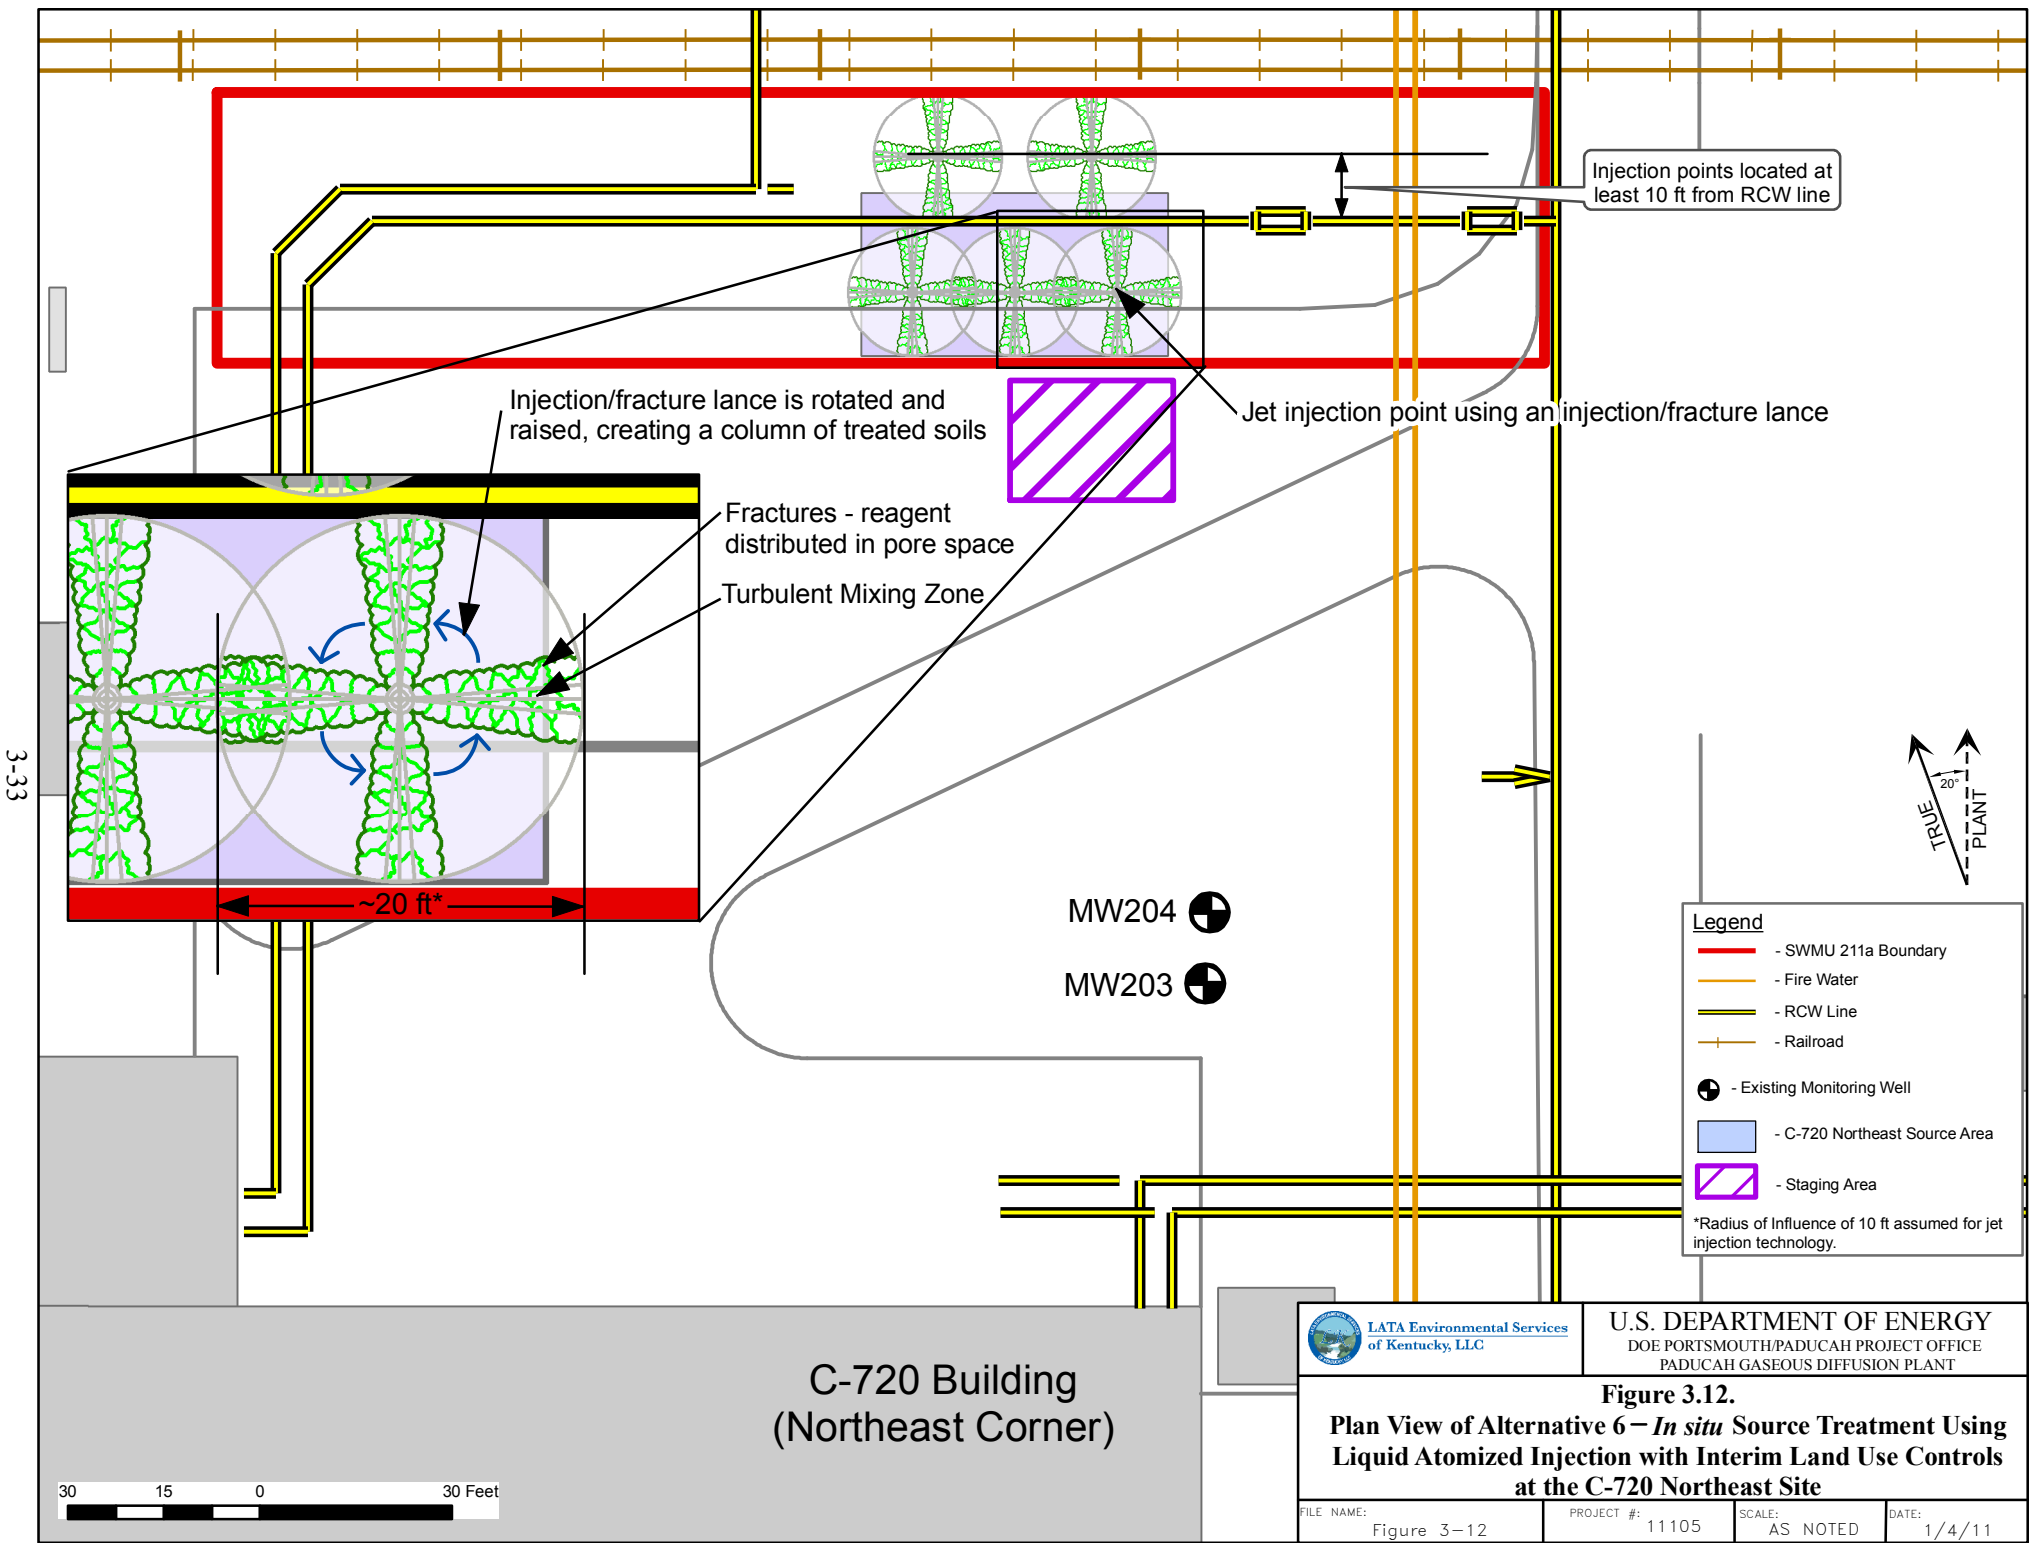 Injection points located at
least 10 ft from RCW line
Injection/fracture lance is rotated and
raised, creating a column of treated soils
Jet injection point using an injection/fracture lance
Fractures - reagent
distributed in pore space
Turbulent Mixing Zone
~20 ft*
3-33
20°
TRUE
PLANT
MW204
MW203
Legend
- SWMU 211a Boundary
- Fire Water
- RCW Line
- Railroad
- Existing Monitoring Well
- C-720 Northeast Source Area
- Staging Area
*Radius of Influence of 10 ft assumed for jet
injection technology.
C-720 Building
(Northeast Corner)
30 15 0 30 Feet
LATA Environmental Services
of Kentucky, LLC
U.S. DEPARTMENT OF ENERGY
DOE PORTSMOUTH/PADUCAH PROJECT OFFICE
PADUCAH GASEOUS DIFFUSION PLANT
Figure 3.12.
Plan View of Alternative 6 – In situ Source Treatment Using
Liquid Atomized Injection with Interim Land Use Controls
at the C-720 Northeast Site
FILE NAME: Figure 3-12
PROJECT #: 11105
SCALE: AS NOTED
DATE: 1/4/11